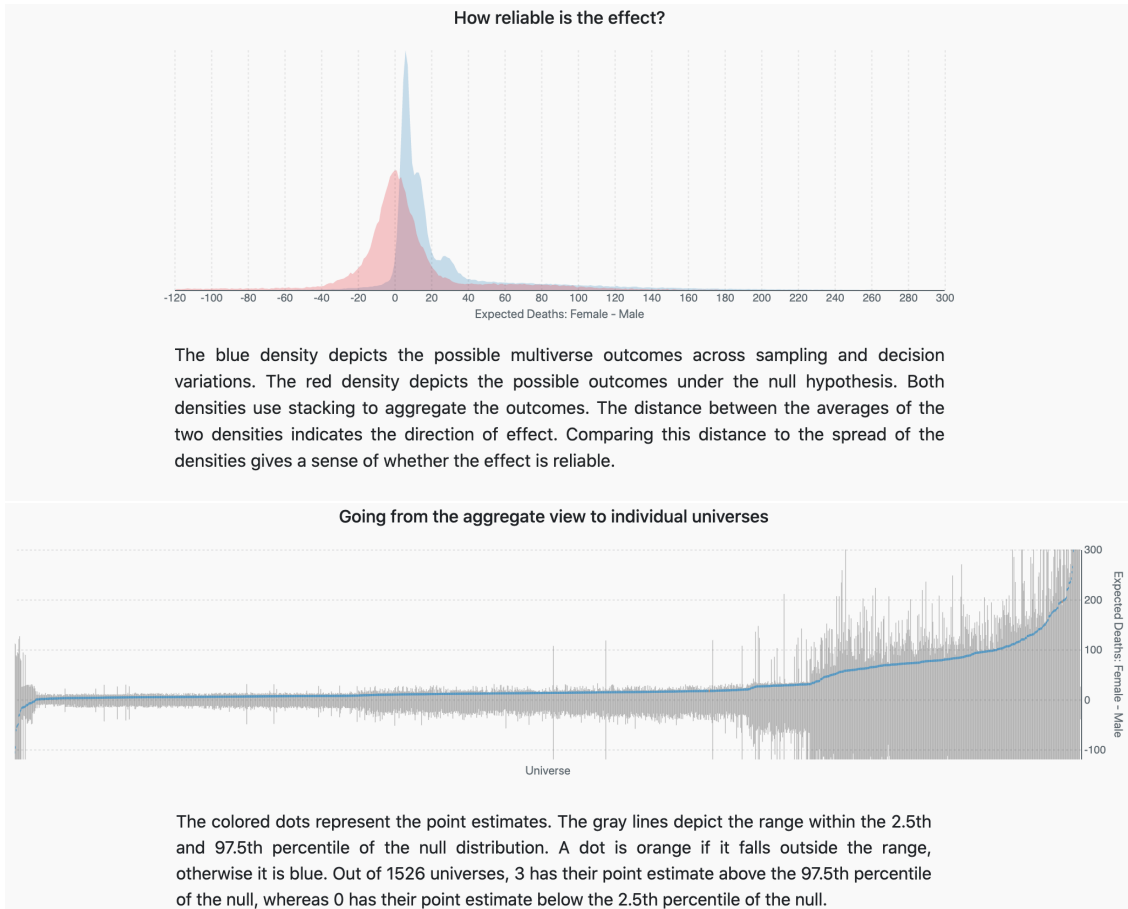 How reliable is the effect?
-120 -100 -80 -60 -40 -20 0 20 40 60 80 100 120 140 160 180 200 220 240 260 280 300
Expected Deaths: Female - Male
The blue density depicts the possible multiverse outcomes across sampling and decision
variations. The red density depicts the possible outcomes under the null hypothesis. Both
densities use stacking to aggregate the outcomes. The distance between the averages of the
two densities indicates the direction of effect. Comparing this distance to the spread of the
densities gives a sense of whether the effect is reliable.
Going from the aggregate view to individual universes
300
200
100
0
-100
Expected Deaths: Female - Male
Universe
The colored dots represent the point estimates. The gray lines depict the range within the 2.5th
and 97.5th percentile of the null distribution. A dot is orange if it falls outside the range,
otherwise it is blue. Out of 1526 universes, 3 has their point estimate above the 97.5th percentile
of the null, whereas 0 has their point estimate below the 2.5th percentile of the null.